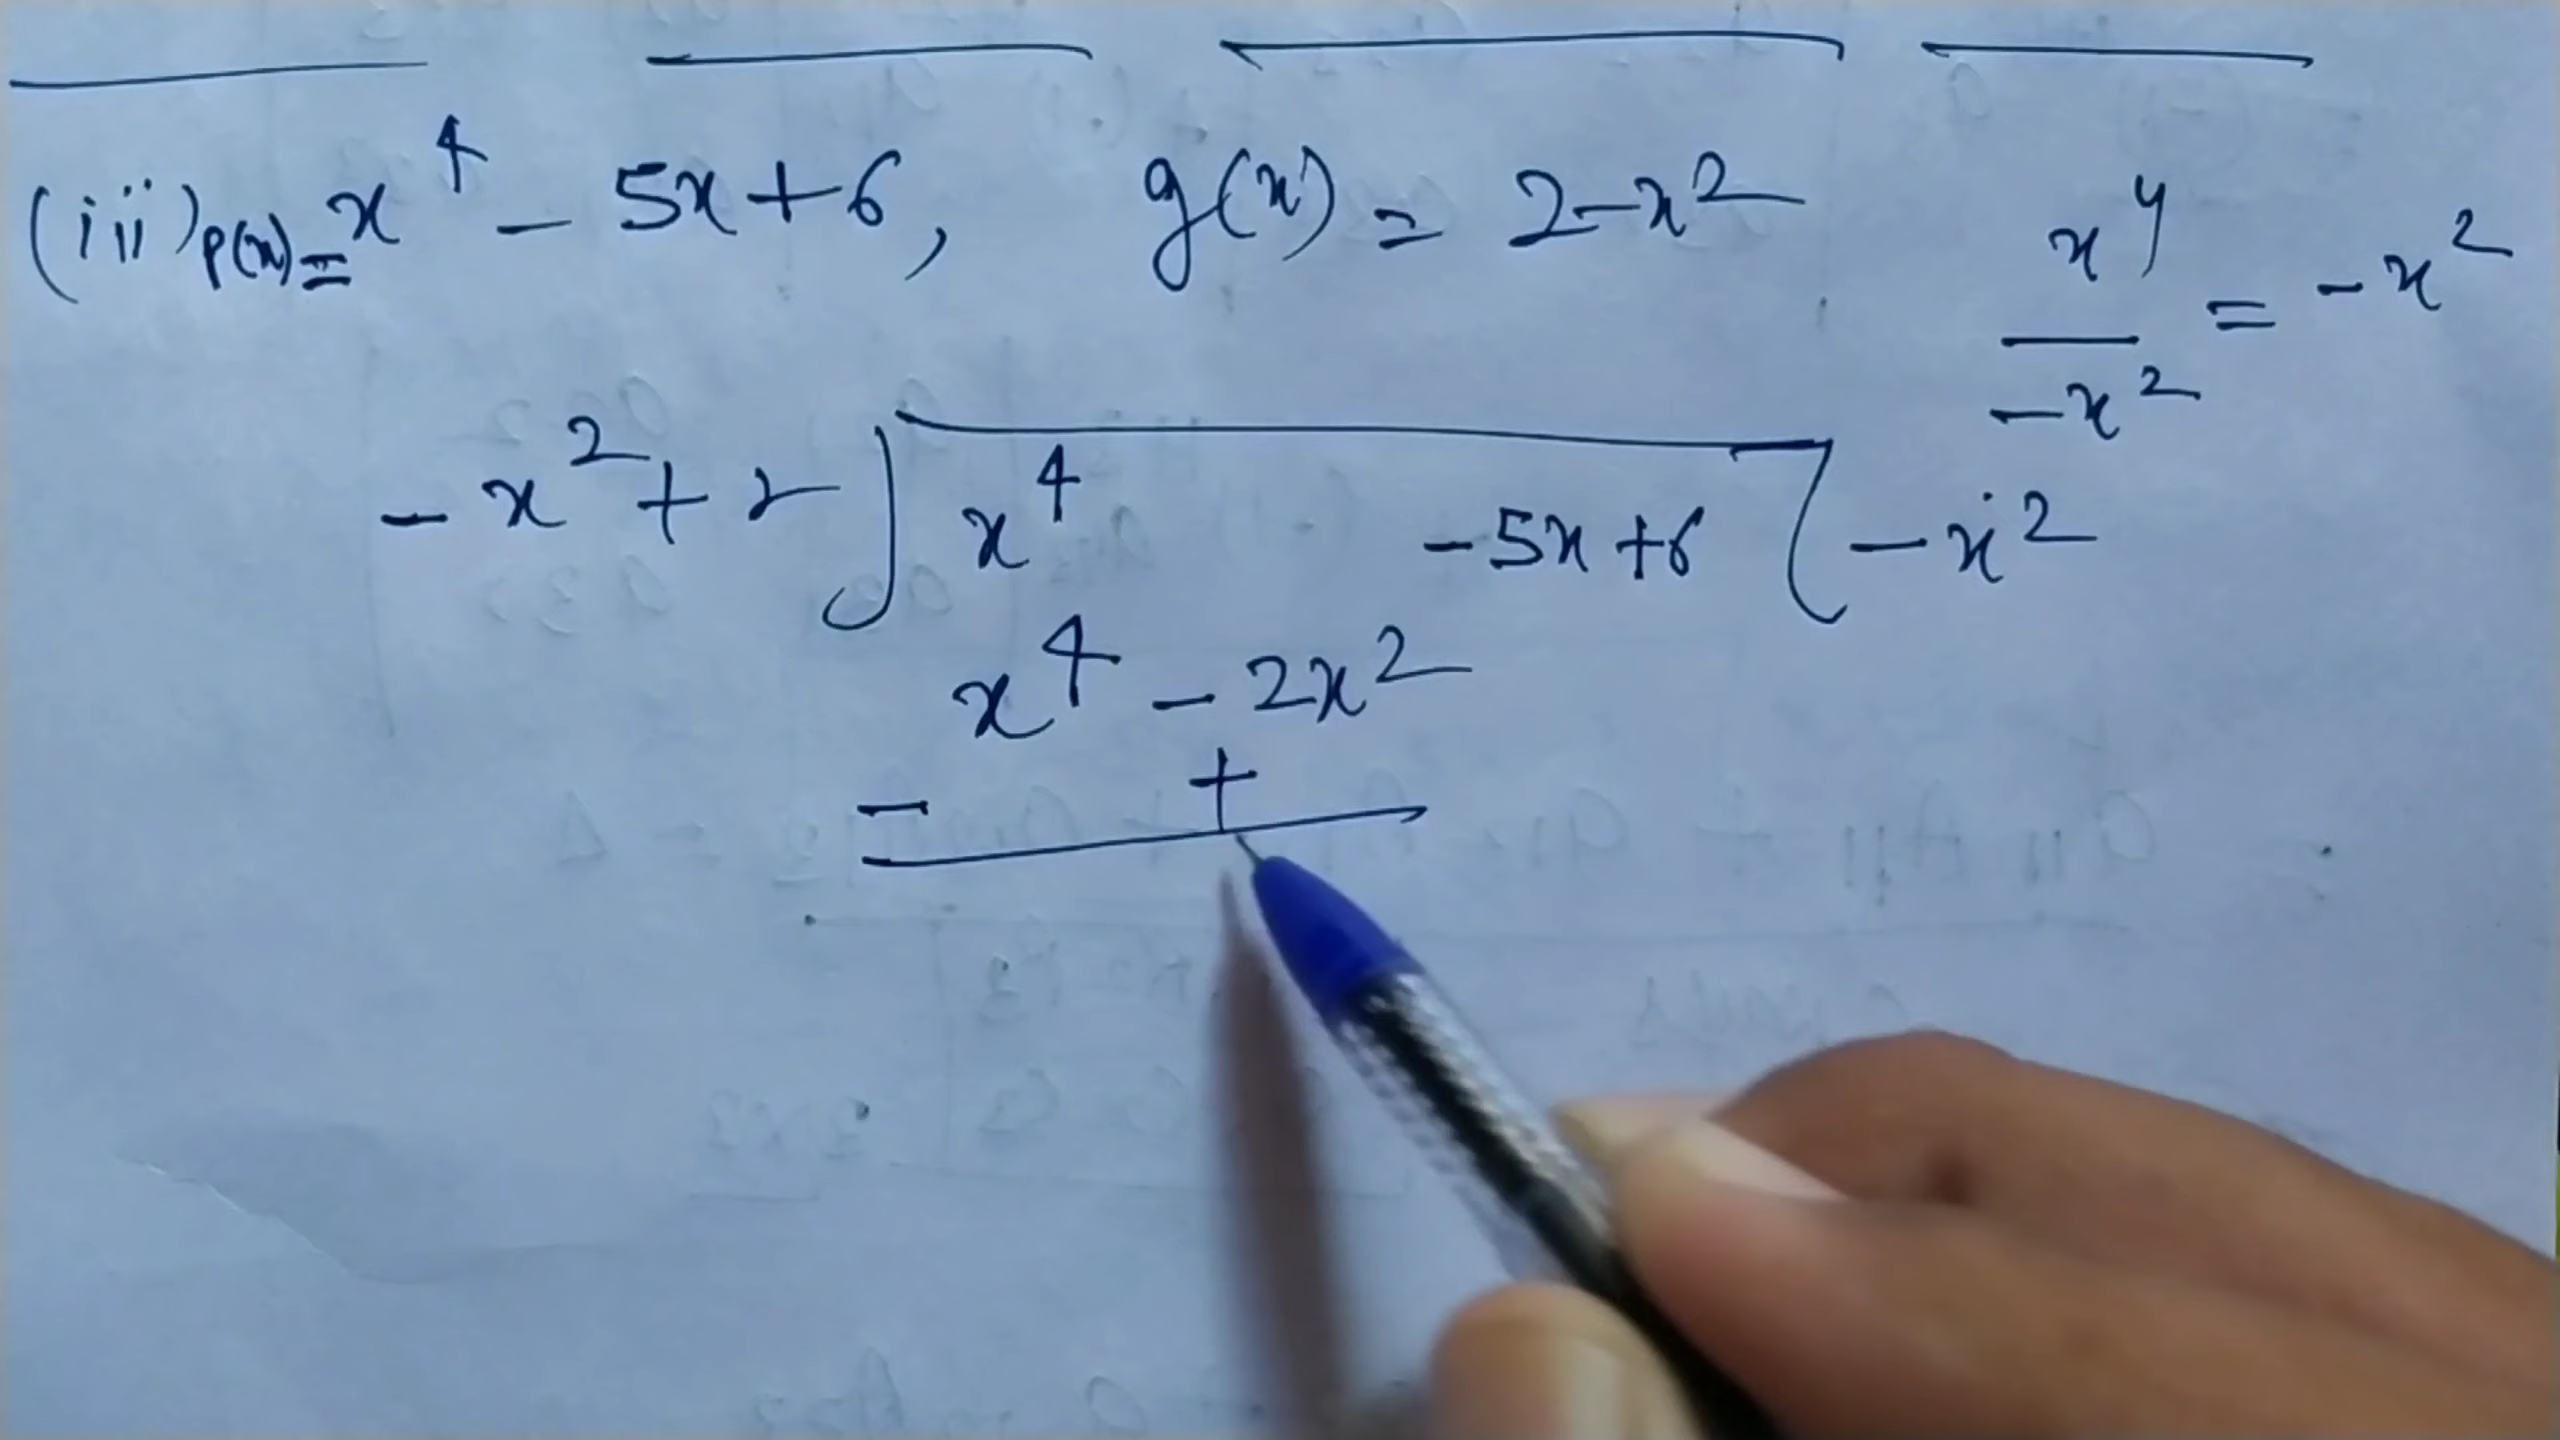 (iii) p(x) = x⁴ - 5x + 6, g(x) = 2 - x²
x⁴ / -x² = -x²
-x² + 2 ) x⁴ - 5x + 6 ( -x²
x⁴ - 2x²
- +